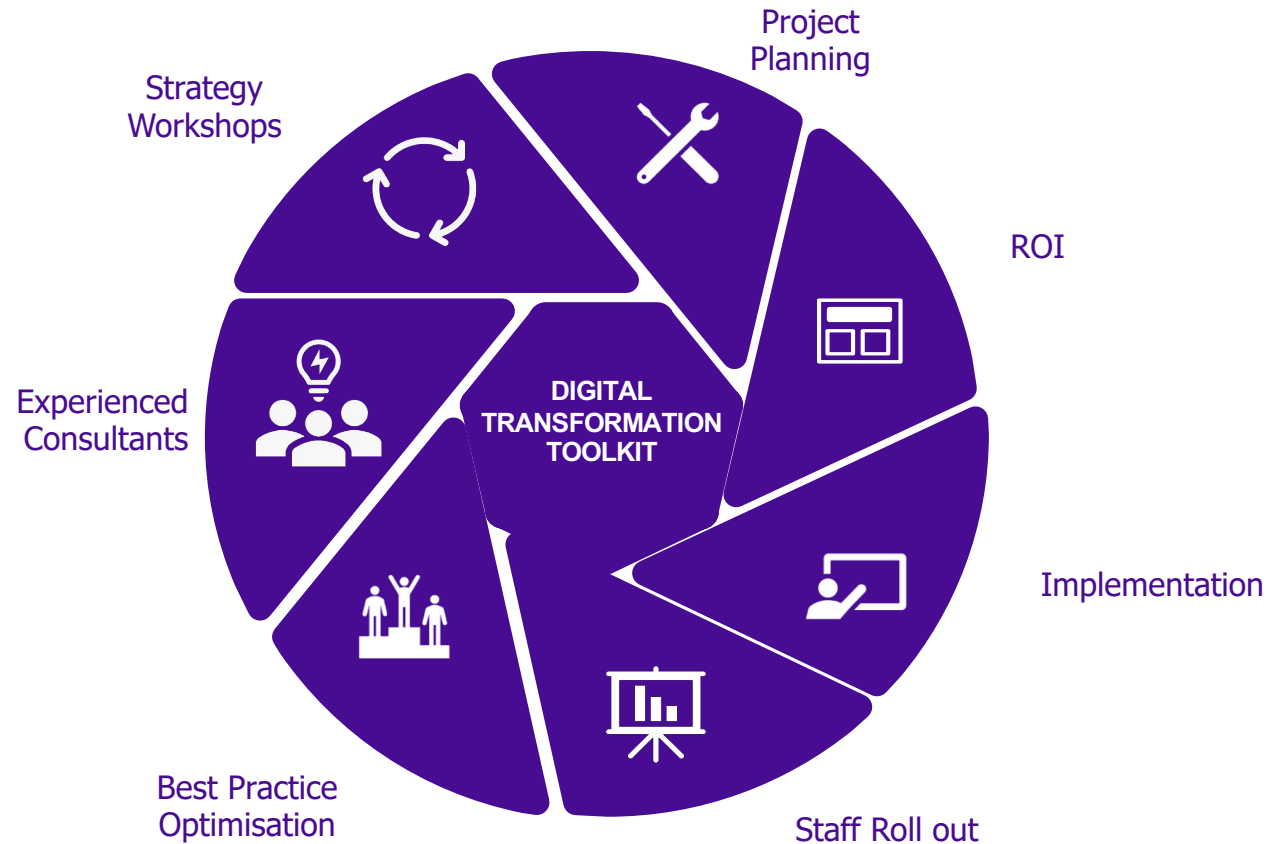 Project
Planning
Strategy
Workshops
ROI
Experienced
Consultants
DIGITAL
TRANSFORMATION
TOOLKIT
Implementation
Best Practice
Optimisation
Staff Roll out